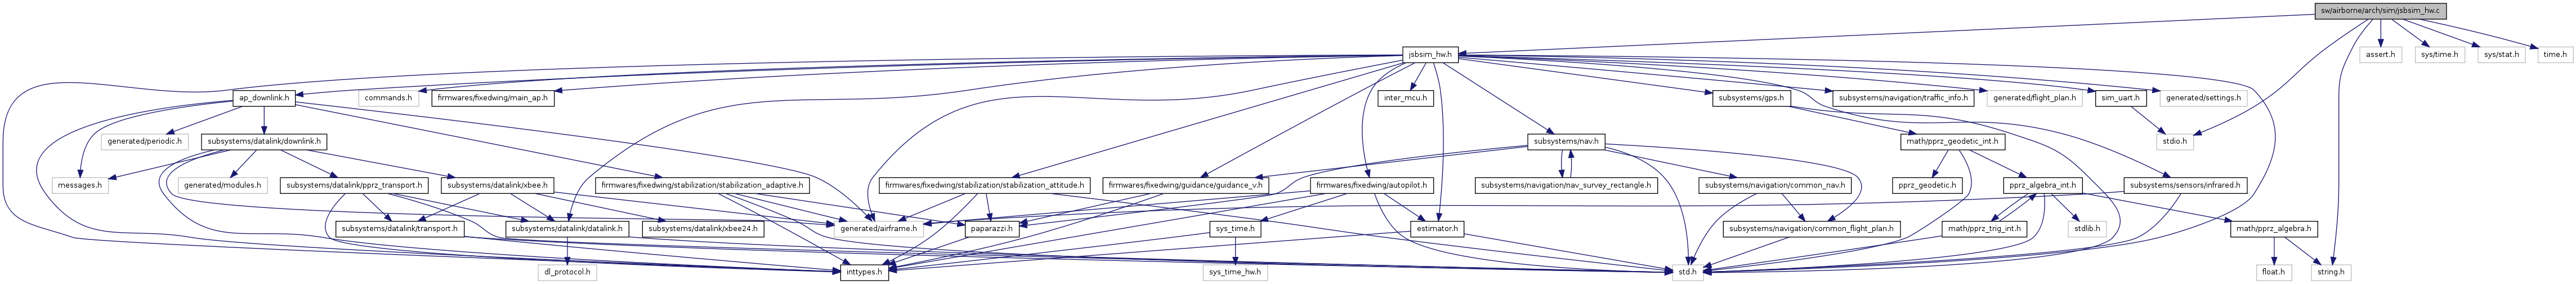 sw/airborne/arch/sim/jsbsim_hw.c
jsbsim_hw.h
assert.h
sys/time.h
sys/stat.h
time.h
ap_downlink.h
commands.h
firmwares/fixedwing/main_ap.h
inter_mcu.h
subsystems/gps.h
subsystems/navigation/traffic_info.h
generated/flight_plan.h
sim_uart.h
generated/settings.h
generated/periodic.h
subsystems/datalink/downlink.h
subsystems/nav.h
math/pprz_geodetic_int.h
stdio.h
messages.h
generated/modules.h
subsystems/datalink/pprz_transport.h
subsystems/datalink/xbee.h
firmwares/fixedwing/stabilization/stabilization_adaptive.h
firmwares/fixedwing/stabilization/stabilization_attitude.h
firmwares/fixedwing/guidance/guidance_v.h
firmwares/fixedwing/autopilot.h
subsystems/navigation/nav_survey_rectangle.h
subsystems/navigation/common_nav.h
pprz_geodetic.h
pprz_algebra_int.h
subsystems/sensors/infrared.h
subsystems/datalink/transport.h
subsystems/datalink/datalink.h
subsystems/datalink/xbee24.h
generated/airframe.h
paparazzi.h
sys_time.h
estimator.h
subsystems/navigation/common_flight_plan.h
math/pprz_trig_int.h
stdlib.h
math/pprz_algebra.h
dl_protocol.h
inttypes.h
sys_time_hw.h
std.h
float.h
string.h